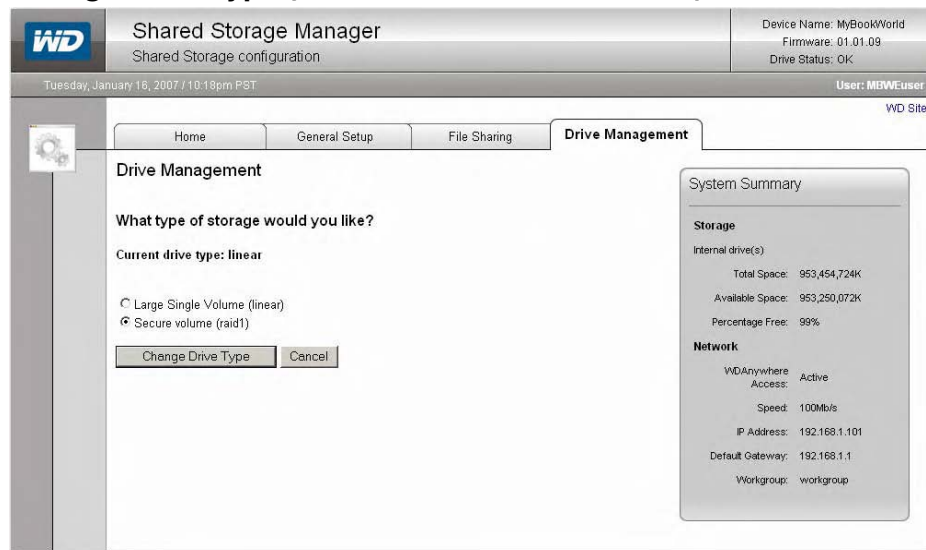 WD
Shared Storage Manager
Shared Storage configuration
Device Name: MyBookWorld
Firmware: 01.01.09
Drive Status: OK
Tuesday, January 16, 2007 / 10:18pm PST
User: MBWEuser
WD Site
Home
General Setup
File Sharing
Drive Management
Drive Management
What type of storage would you like?
Current drive type: linear
Large Single Volume (linear)
Secure volume (raid1)
Change Drive Type
Cancel
System Summary
Storage
Internal drive(s)
Total Space: 953,454,724K
Available Space: 953,250,072K
Percentage Free: 99%
Network
WDAnywhere Access: Active
Speed: 100Mb/s
IP Address: 192.168.1.101
Default Gateway: 192.168.1.1
Workgroup: workgroup